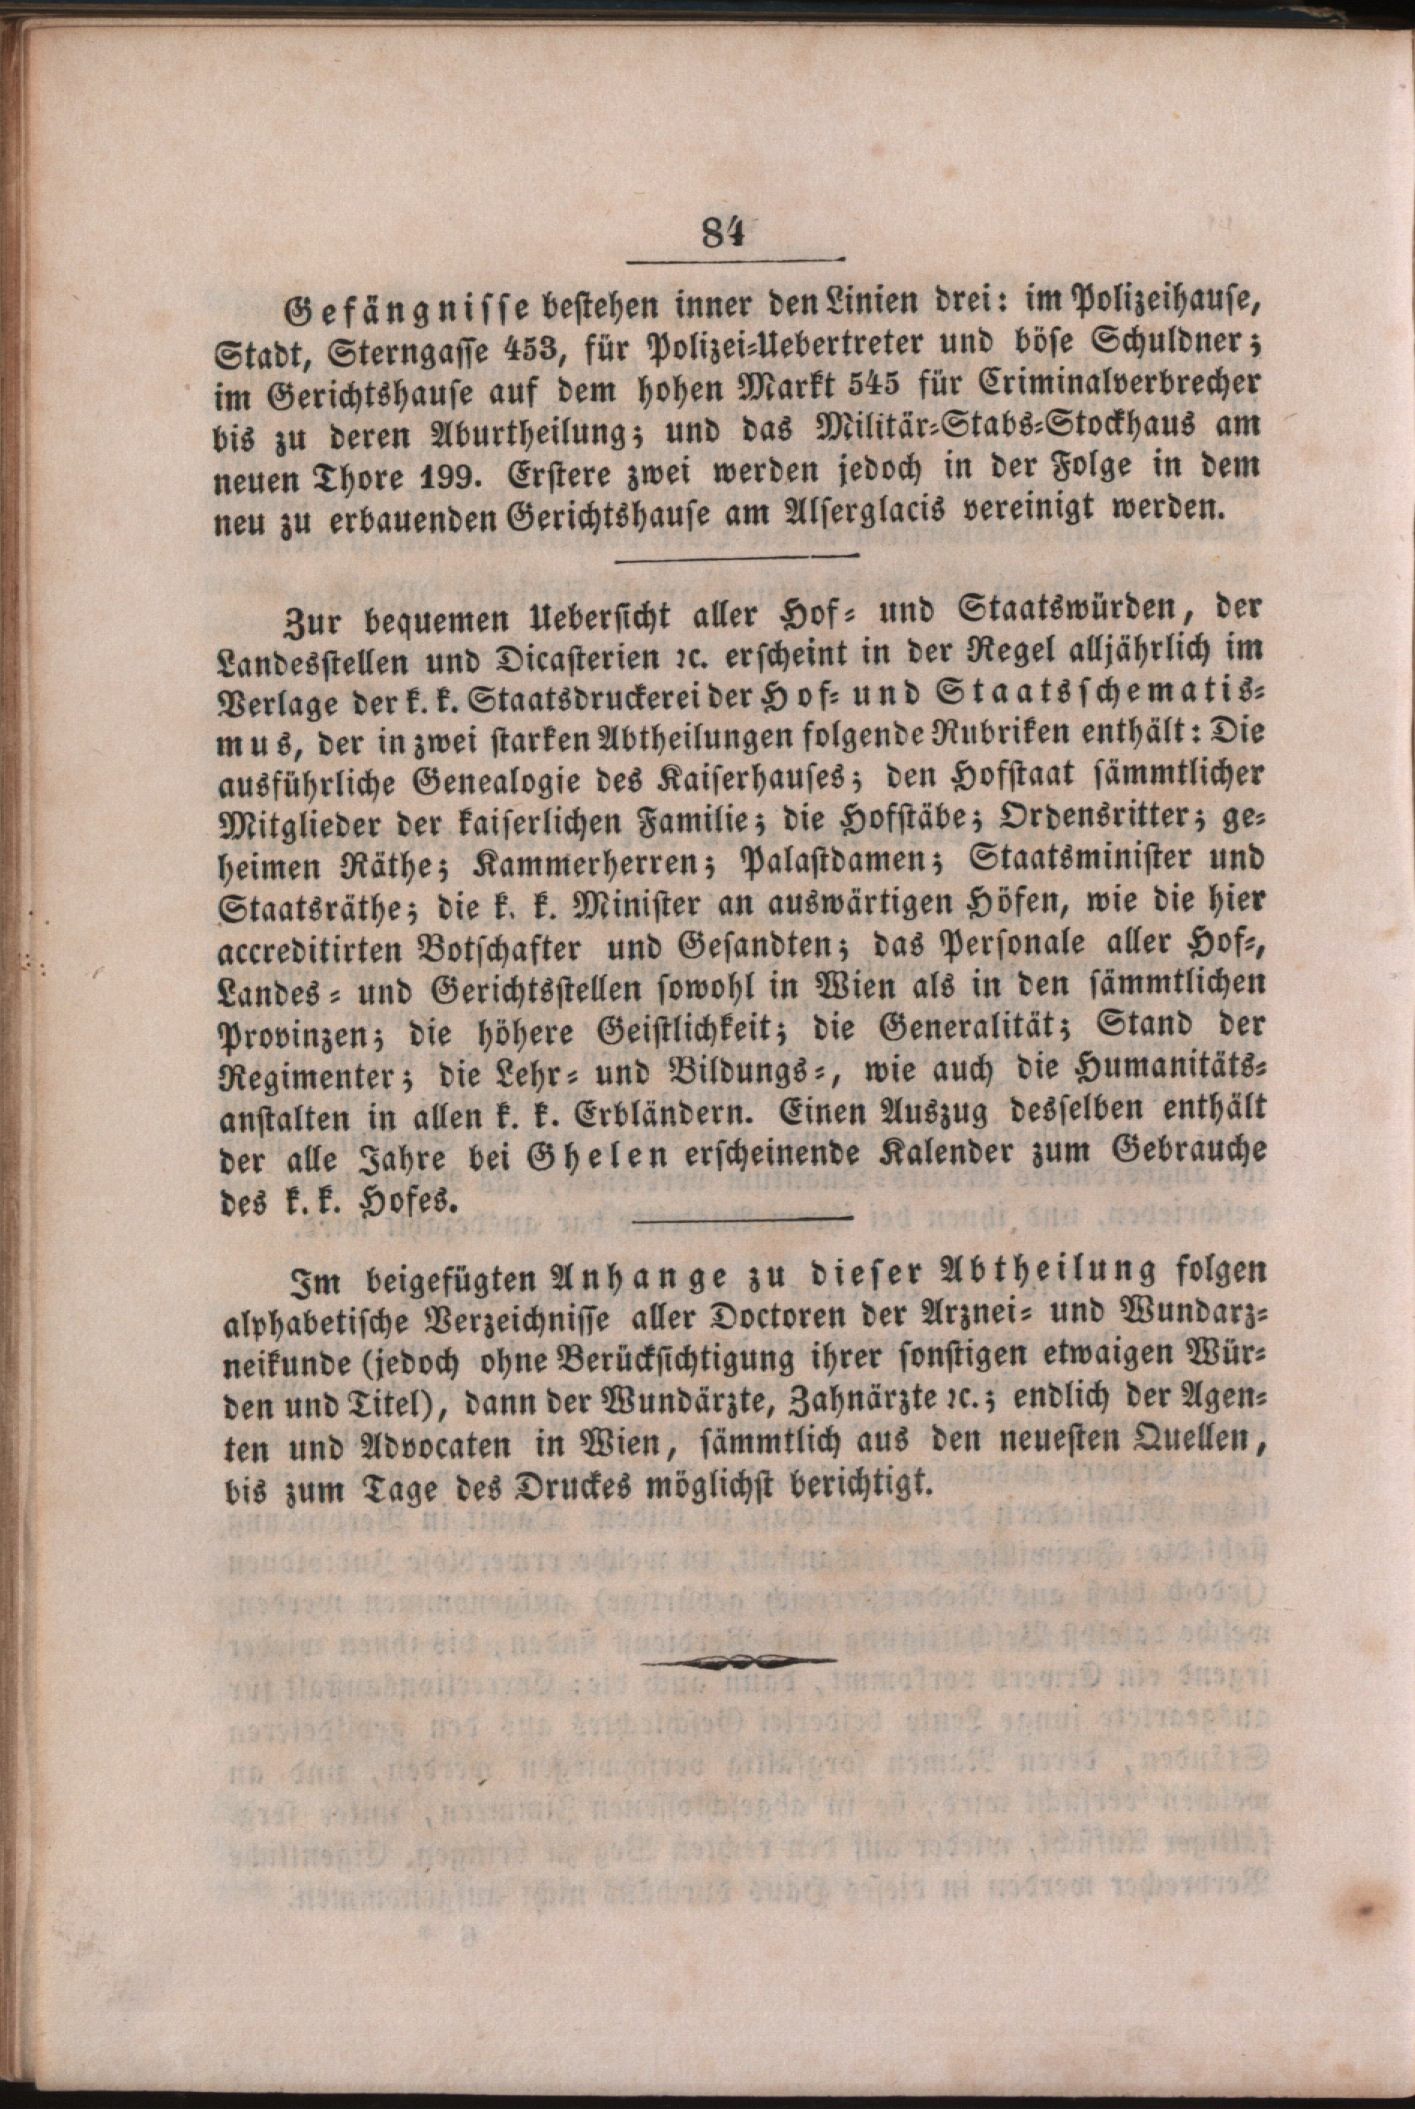 84
Gefängnisse bestehen inner den Linien drei: im Polizeihause,
Stadt, Sterngasse 453, für Polizei-Uebertreter und böse Schuldner;
im Gerichtshause auf dem hohen Markt 545 für Criminalverbrecher
bis zu deren Aburtheilung; und das Militär-Stabs-Stockhaus am
neuen Thore 199. Erstere zwei werden jedoch in der Folge in dem
neu zu erbauenden Gerichtshause am Alserglacis vereinigt werden.
Zur bequemen Uebersicht aller Hof- und Staatswürden, der
Landesstellen und Dicasterien ꝛc. erscheint in der Regel alljährlich im
Verlage der k. k. Staatsdruckerei der Hof- und Staatsschematis-
mus, der in zwei starken Abtheilungen folgende Rubriken enthält: Die
ausführliche Genealogie des Kaiserhauses; den Hofstaat sämmtlicher
Mitglieder der kaiserlichen Familie; die Hofstäbe; Ordensritter; ge-
heimen Räthe; Kammerherren; Palastdamen; Staatsminister und
Staatsräthe; die k. k. Minister an auswärtigen Höfen, wie die hier
accreditirten Botschafter und Gesandten; das Personale aller Hof-,
Landes- und Gerichtsstellen sowohl in Wien als in den sämmtlichen
Provinzen; die höhere Geistlichkeit; die Generalität; Stand der
Regimenter; die Lehr- und Bildungs-, wie auch die Humanitäts-
anstalten in allen k. k. Erbländern. Einen Auszug desselben enthält
der alle Jahre bei Ghelen erscheinende Kalender zum Gebrauche
des k. k. Hofes.
Im beigefügten Anhange zu dieser Abtheilung folgen
alphabetische Verzeichnisse aller Doctoren der Arznei- und Wundarz-
neikunde (jedoch ohne Berücksichtigung ihrer sonstigen etwaigen Wür-
den und Titel), dann der Wundärzte, Zahnärzte ꝛc.; endlich der Agen-
ten und Advocaten in Wien, sämmtlich aus den neuesten Quellen,
bis zum Tage des Druckes möglichst berichtigt.